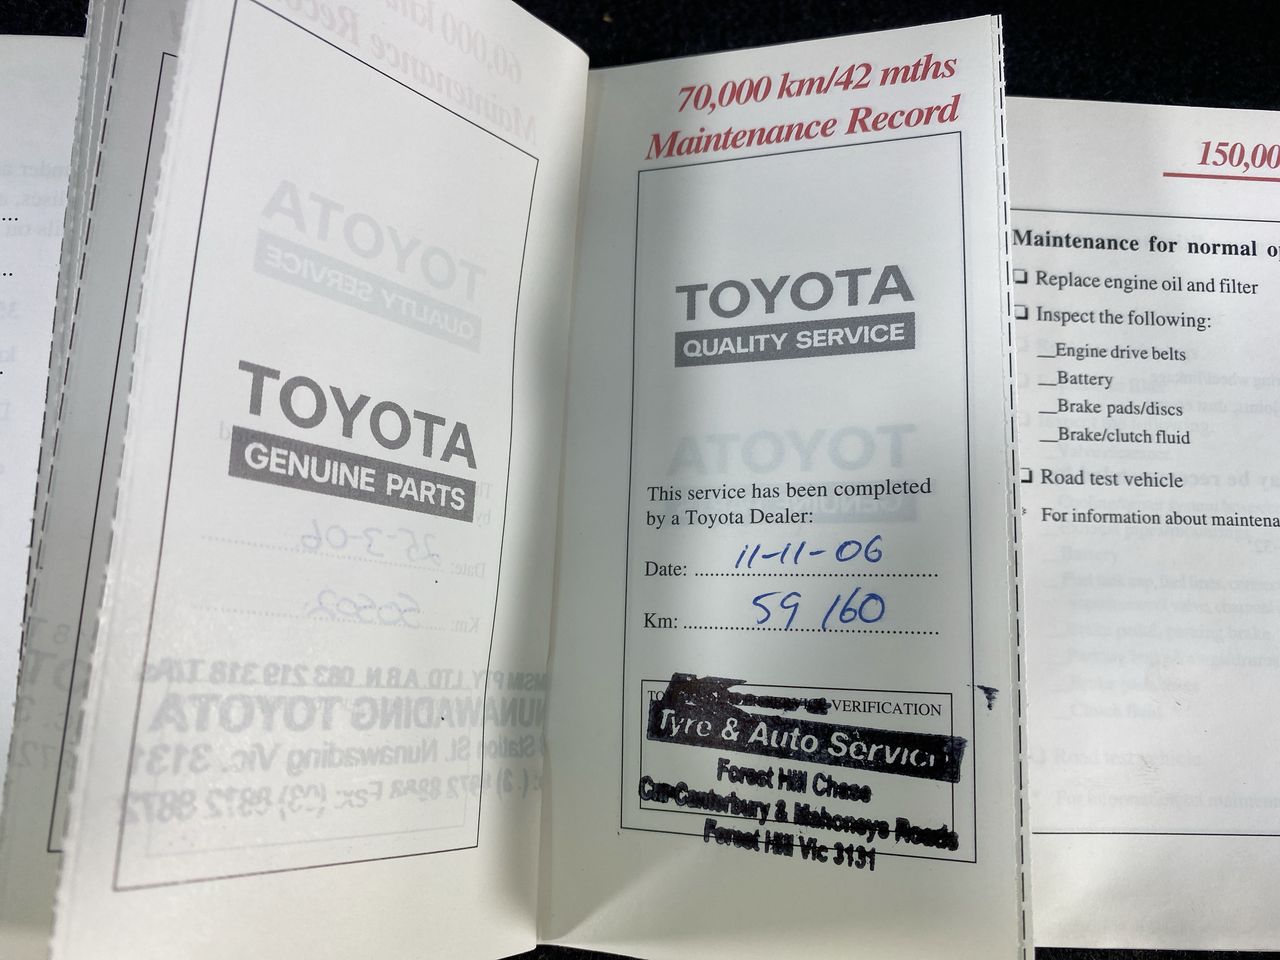 TOYOTA
GENUINE PARTS
70,000 km/42 mths
Maintenance Record
TOYOTA
QUALITY SERVICE
This service has been completed
by a Toyota Dealer:
Date: 11-11-06
Km: 59 160
VERIFICATION
Tyre & Auto Service
Forest Hill Chase
Cnr Canterbury & Mahoneys Roads
Forest Hill Vic 3131
150,00
Maintenance for normal o
Replace engine oil and filter
Inspect the following:
Engine drive belts
Battery
Brake pads/discs
Brake/clutch fluid
Road test vehicle
* For information about maintena